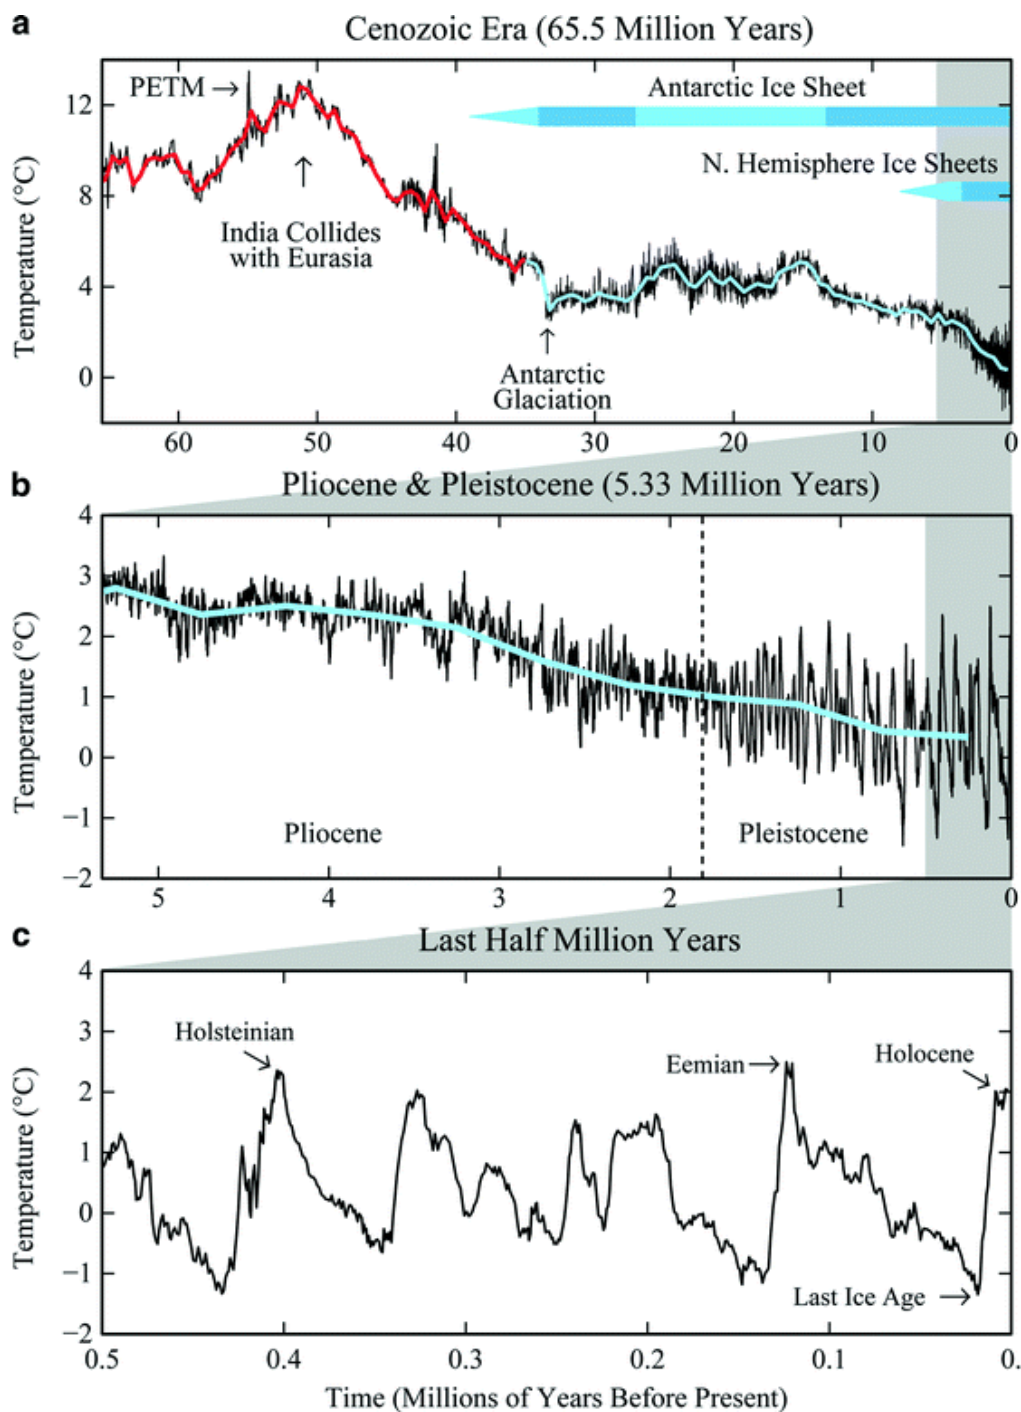 a
Cenozoic Era (65.5 Million Years)
PETM →
Antarctic Ice Sheet
N. Hemisphere Ice Sheets
India Collides
with Eurasia
Antarctic
Glaciation
Temperature (°C)
12
8
4
0
60 50 40 30 20 10 0
b
Pliocene & Pleistocene (5.33 Million Years)
Temperature (°C)
4
3
2
1
0
−1
−2
Pliocene
Pleistocene
5 4 3 2 1 0
c
Last Half Million Years
Temperature (°C)
4
3
2
1
0
−1
−2
Holsteinian
Eemian →
Holocene
Last Ice Age →
0.5 0.4 0.3 0.2 0.1 0.
Time (Millions of Years Before Present)